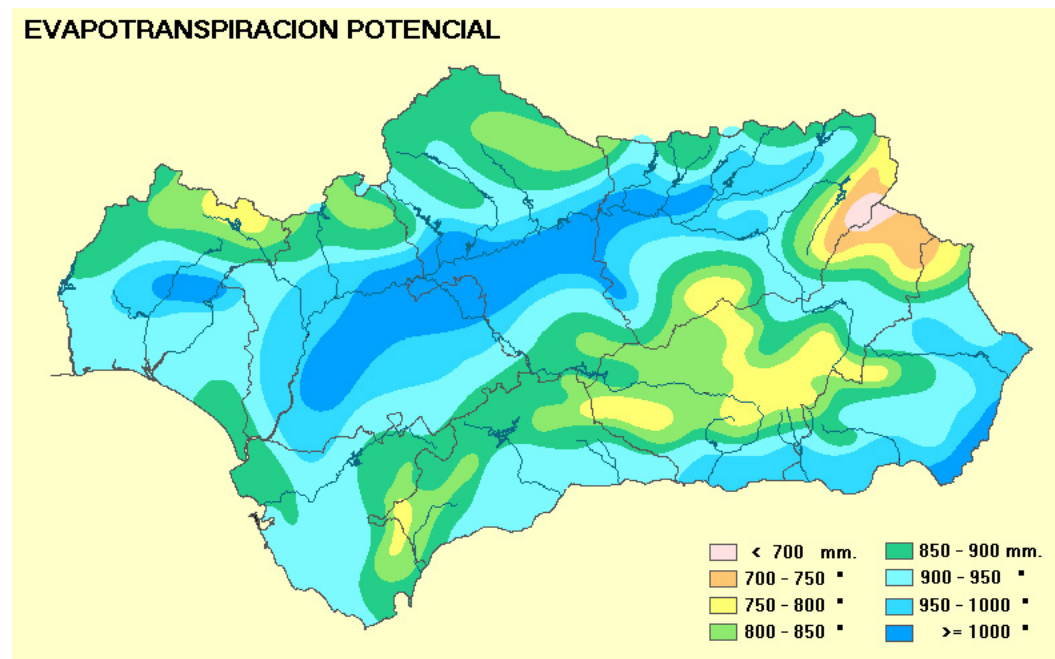 EVAPOTRANSPIRACION POTENCIAL
< 700 mm.
700 - 750 "
750 - 800 "
800 - 850 "
850 - 900 mm.
900 - 950 "
950 - 1000 "
>= 1000 "